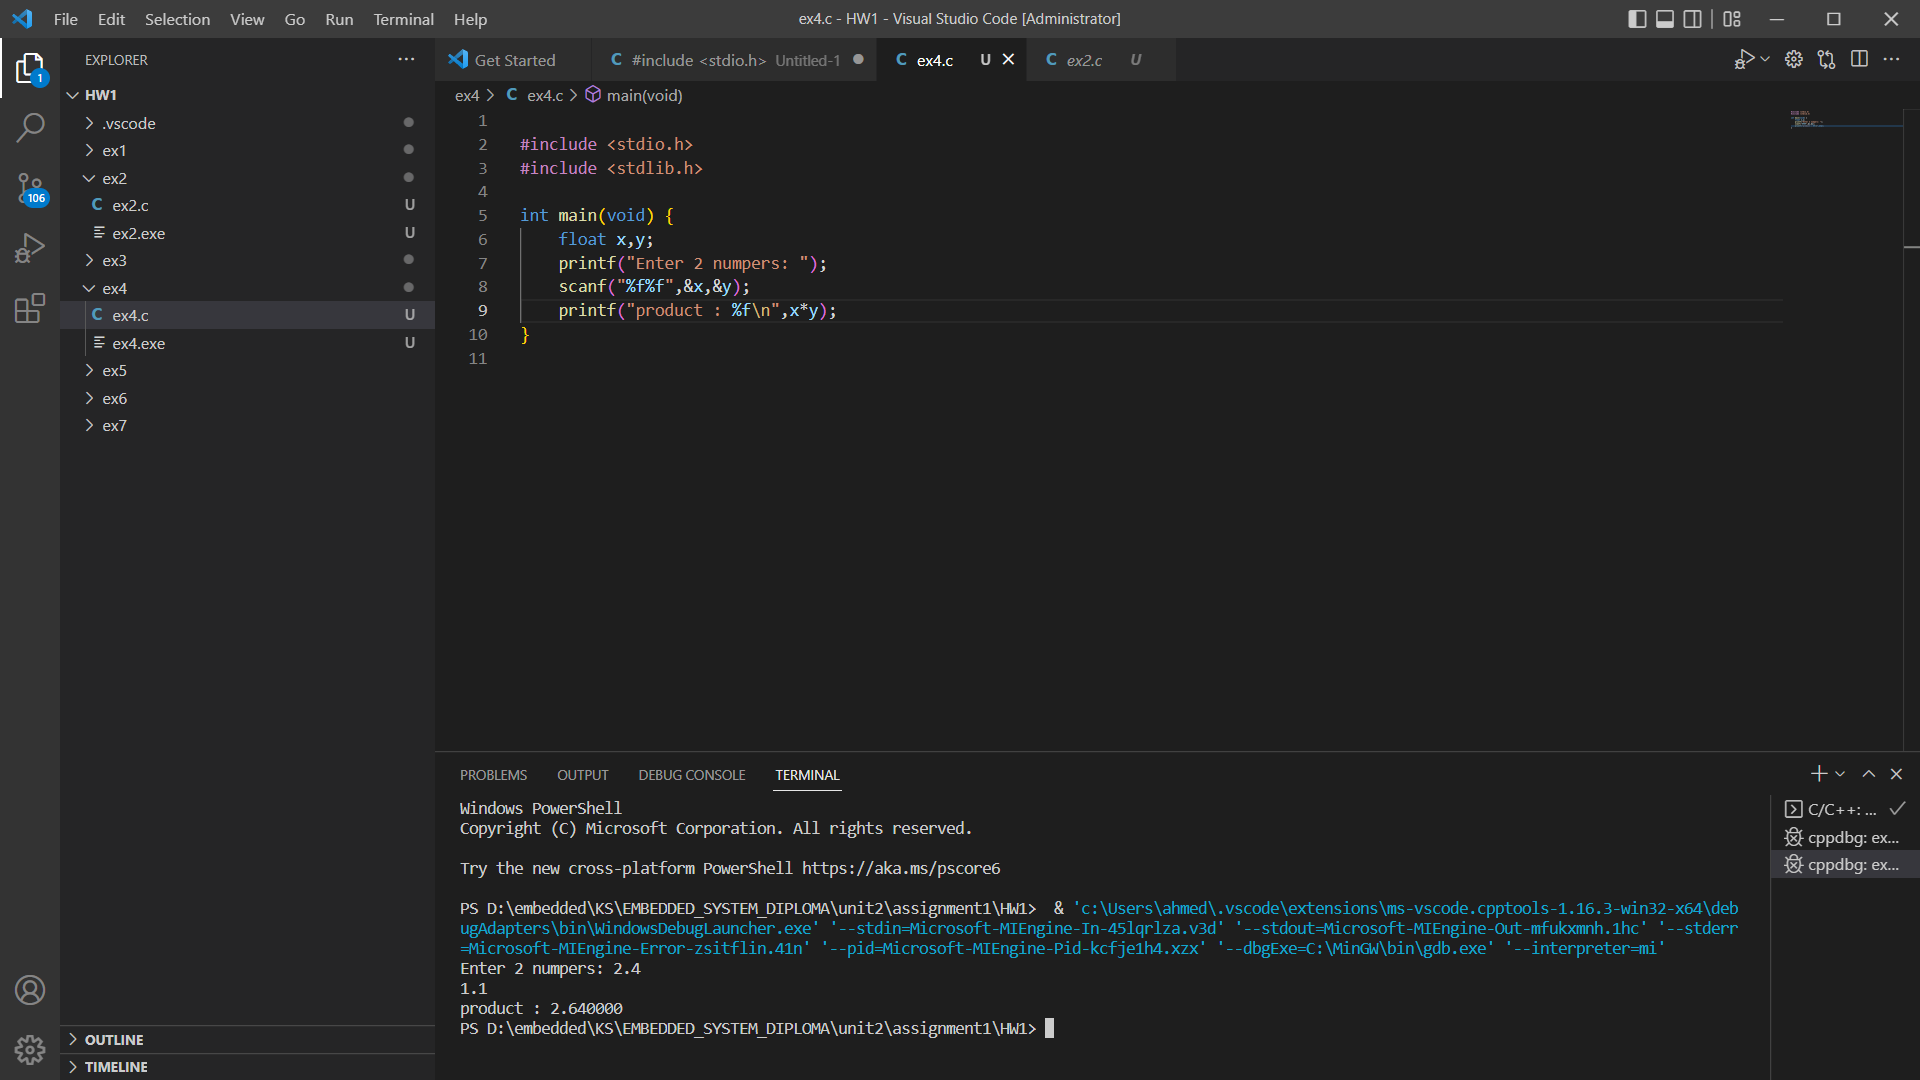 File Edit Selection View Go Run Terminal Help
ex4.c - HW1 - Visual Studio Code [Administrator]
EXPLORER
1
106
HW1
.vscode
ex1
ex2
C ex2.c U
ex2.exe U
ex3
ex4
C ex4.c U
ex4.exe U
ex5
ex6
ex7
OUTLINE
TIMELINE
Get Started
C #include <stdio.h> Untitled-1
C ex4.c U
C ex2.c U
ex4 > C ex4.c > main(void)
1
2 #include <stdio.h>
3 #include <stdlib.h>
4
5 int main(void) {
6 float x,y;
7 printf("Enter 2 numpers: ");
8 scanf("%f%f",&x,&y);
9 printf("product : %f\n",x*y);
10 }
11
PROBLEMS OUTPUT DEBUG CONSOLE TERMINAL
Windows PowerShell
Copyright (C) Microsoft Corporation. All rights reserved.
Try the new cross-platform PowerShell https://aka.ms/pscore6
PS D:\embedded\KS\EMBEDDED_SYSTEM_DIPLOMA\unit2\assignment1\HW1>  & 'c:\Users\ahmed\.vscode\extensions\ms-vscode.cpptools-1.16.3-win32-x64\deb
ugAdapters\bin\WindowsDebugLauncher.exe' '--stdin=Microsoft-MIEngine-In-45lqrlza.v3d' '--stdout=Microsoft-MIEngine-Out-mfukxmnh.1hc' '--stderr
=Microsoft-MIEngine-Error-zsitflin.41n' '--pid=Microsoft-MIEngine-Pid-kcfje1h4.xzx' '--dbgExe=C:\MinGW\bin\gdb.exe' '--interpreter=mi'
Enter 2 numpers: 2.4
1.1
product : 2.640000
PS D:\embedded\KS\EMBEDDED_SYSTEM_DIPLOMA\unit2\assignment1\HW1>
C/C++: ...
cppdbg: ex...
cppdbg: ex...